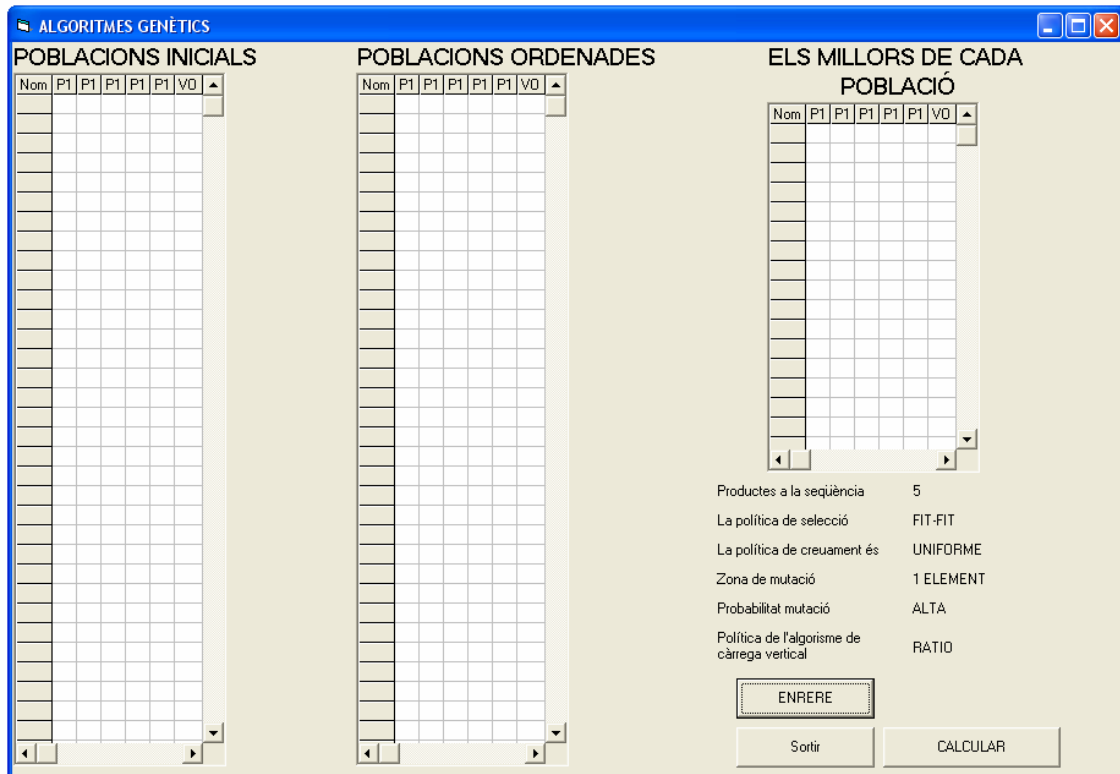 ALGORITMES GENÈTICS
POBLACIONS INICIALS
Nom P1 P1 P1 P1 P1 VO
POBLACIONS ORDENADES
Nom P1 P1 P1 P1 P1 VO
ELS MILLORS DE CADA
POBLACIÓ
Nom P1 P1 P1 P1 P1 VO
Productes a la seqüència 5
La política de selecció FIT-FIT
La política de creuament és UNIFORME
Zona de mutació 1 ELEMENT
Probabilitat mutació ALTA
Política de l'algorisme de
càrrega vertical RATIO
ENRERE
Sortir CALCULAR